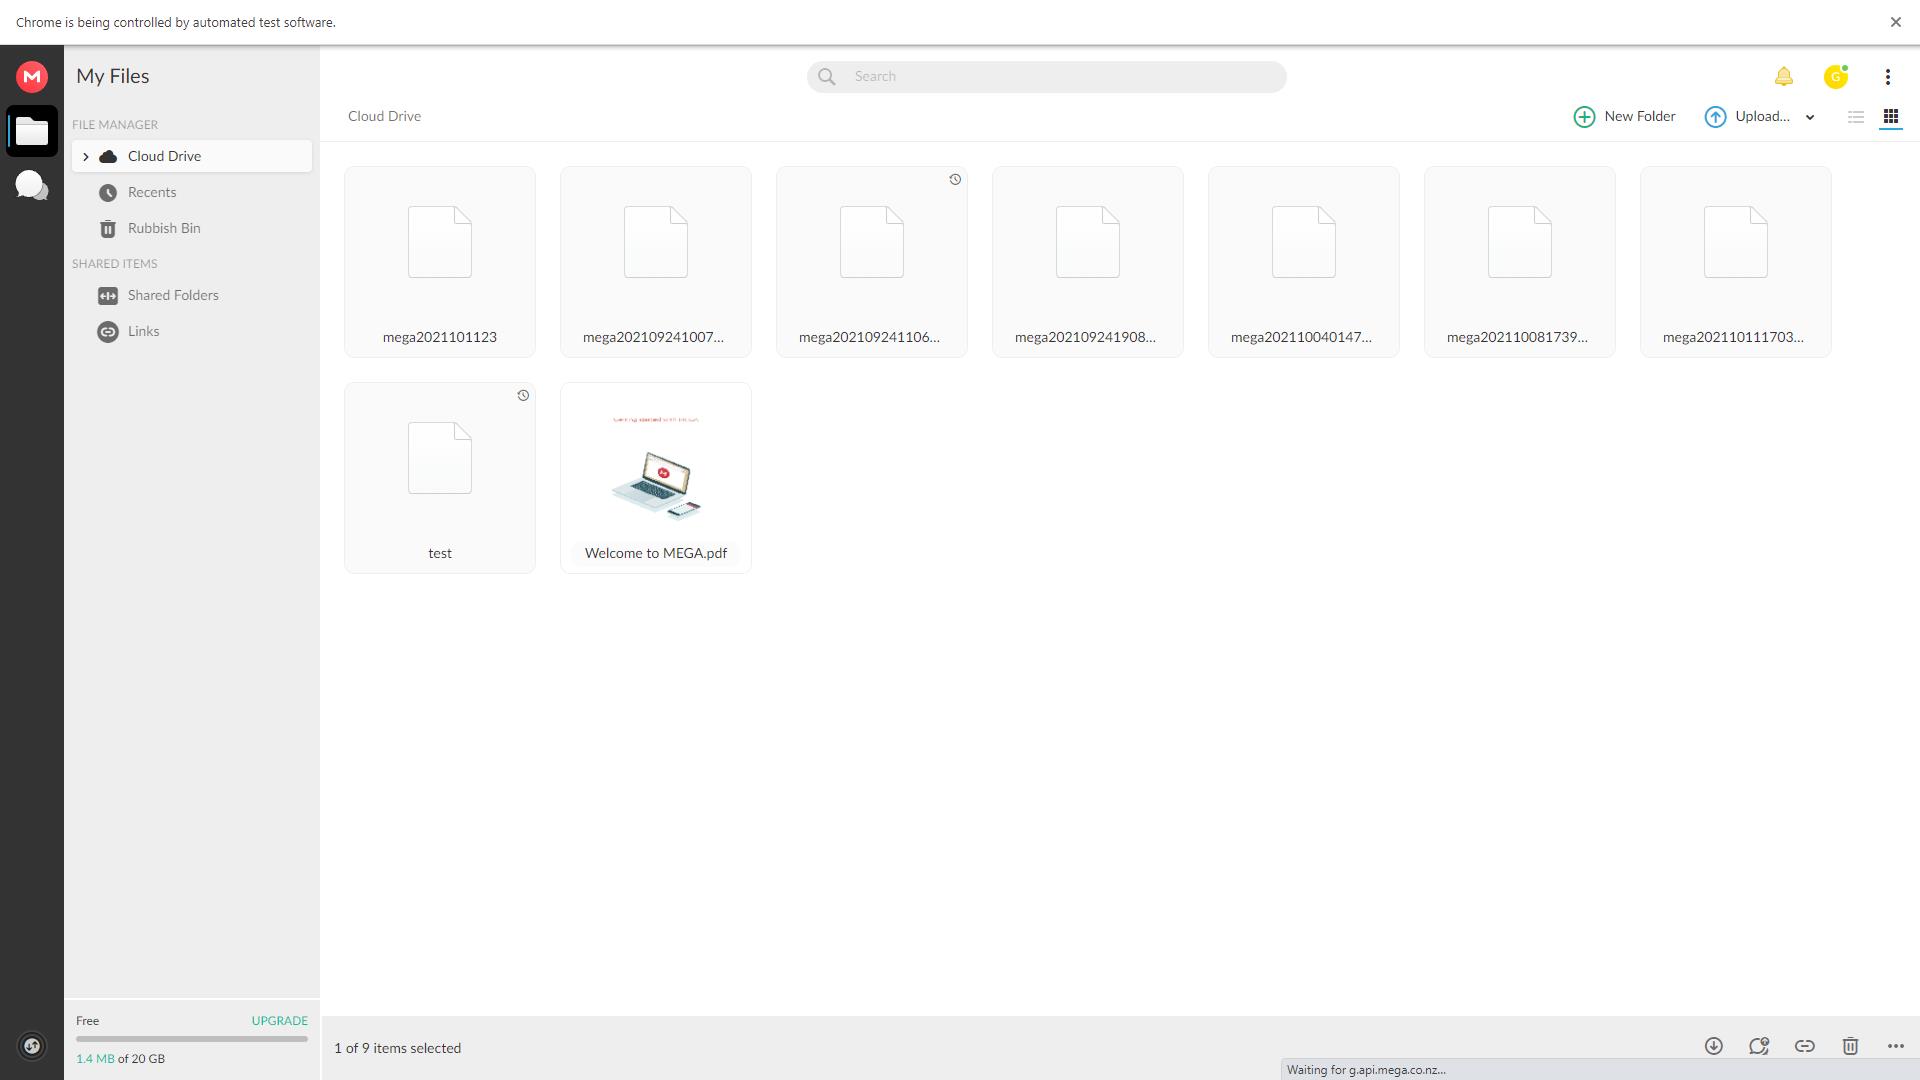 Chrome is being controlled by automated test software.
My Files
Search
G
Cloud Drive
New Folder
Upload...
FILE MANAGER
Cloud Drive
Recents
Rubbish Bin
SHARED ITEMS
Shared Folders
Links
mega2021101123
mega202109241007...
mega202109241106...
mega202109241908...
mega202110040147...
mega202110081739...
mega202110111703...
test
Welcome to MEGA.pdf
Free
UPGRADE
1.4 MB of 20 GB
1 of 9 items selected
Waiting for g.api.mega.co.nz...